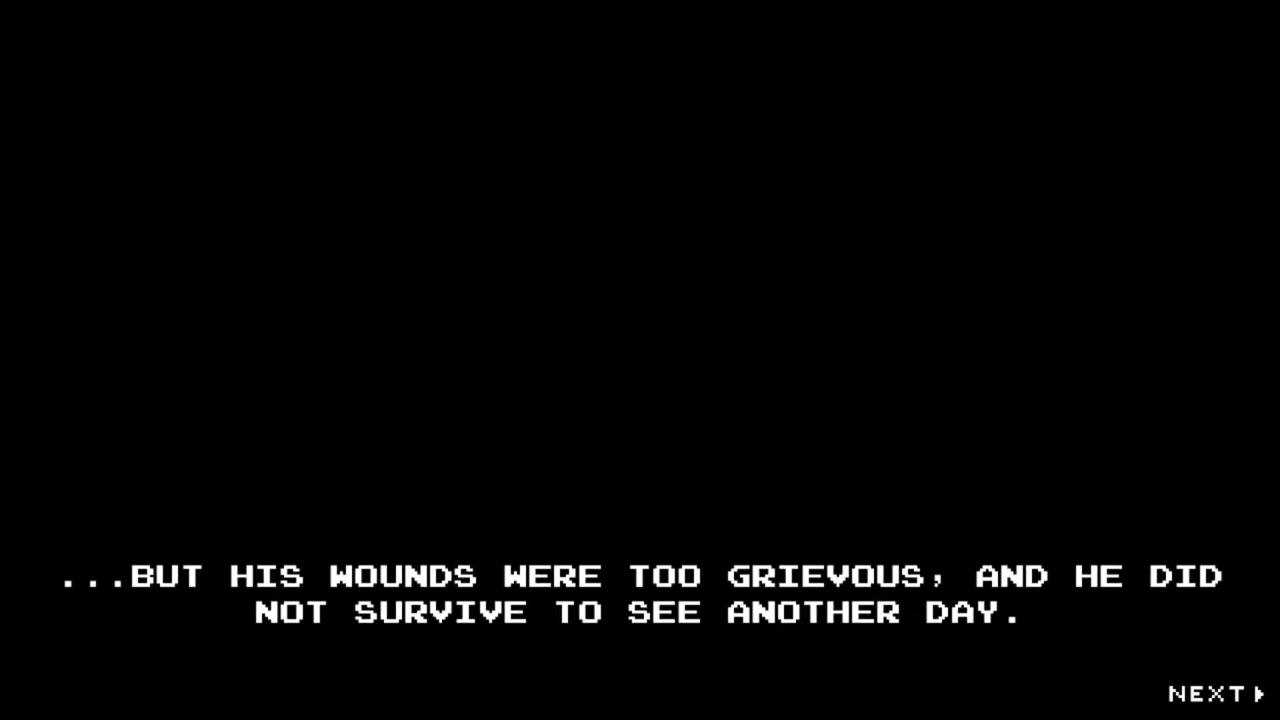 ...BUT HIS WOUNDS WERE TOO GRIEVOUS, AND HE DID
NOT SURVIVE TO SEE ANOTHER DAY.
NEXT